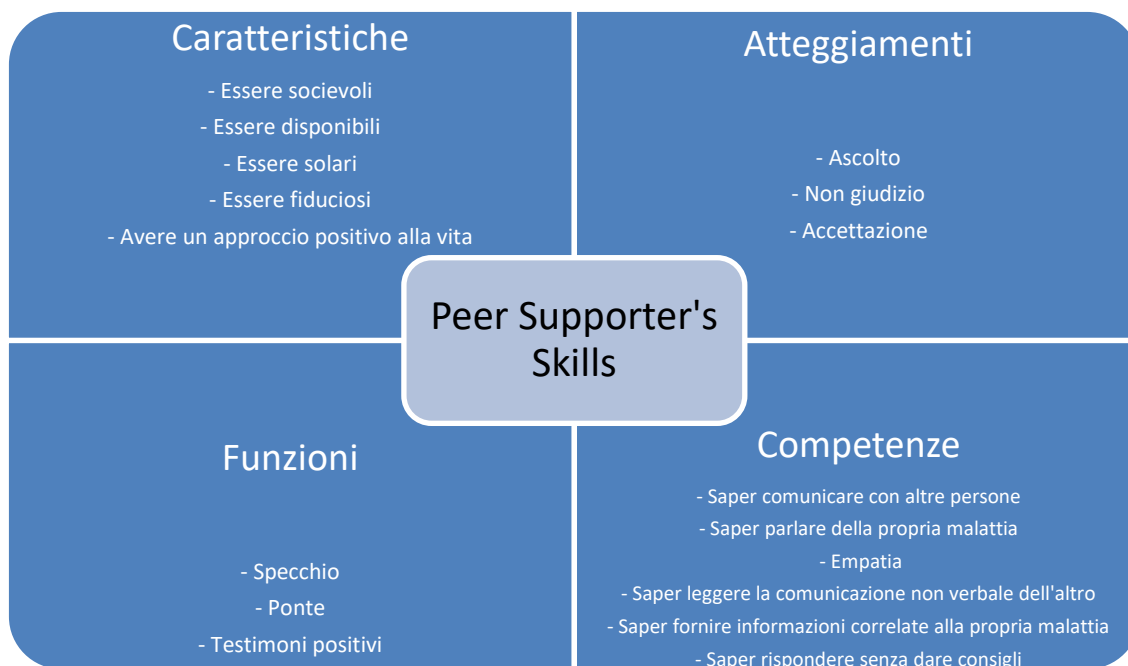 Caratteristiche
- Essere socievoli
- Essere disponibili
- Essere solari
- Essere fiduciosi
- Avere un approccio positivo alla vita
Atteggiamenti
- Ascolto
- Non giudizio
- Accettazione
Peer Supporter's
Skills
Funzioni
- Specchio
- Ponte
- Testimoni positivi
Competenze
- Saper comunicare con altre persone
- Saper parlare della propria malattia
- Empatia
- Saper leggere la comunicazione non verbale dell'altro
- Saper fornire informazioni correlate alla propria malattia
- Saper rispondere senza dare consigli